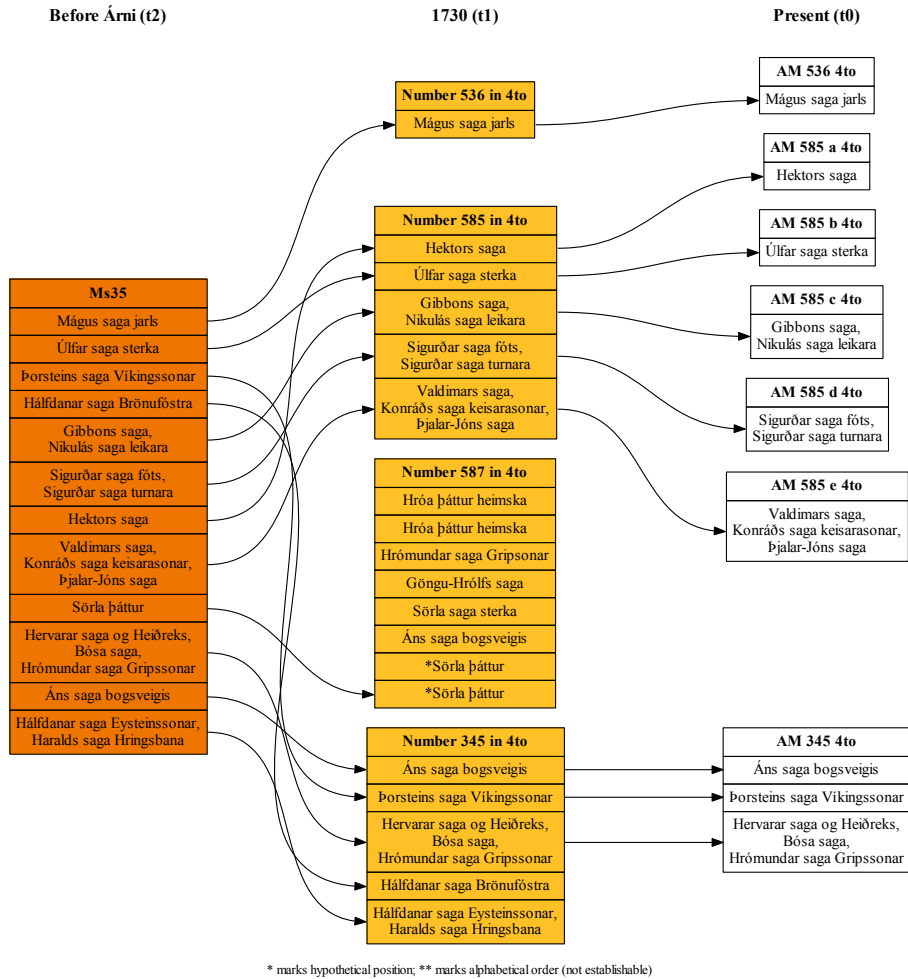 Before Árni (t2)
1730 (t1)
Present (t0)
Ms35
Mágus saga jarls
Úlfar saga sterka
Þorsteins saga Víkingssonar
Hálfdanar saga Brönufóstra
Gibbons saga,
Nikulás saga leikara
Sigurðar saga fóts,
Sigurðar saga turnara
Hektors saga
Valdimars saga,
Konráðs saga keisarasonar,
Þjalar-Jóns saga
Sörla þáttur
Hervarar saga og Heiðreks,
Bósa saga,
Hrómundar saga Gripssonar
Áns saga bogsveigis
Hálfdanar saga Eysteinssonar,
Haralds saga Hringsbana
Number 536 in 4to
Mágus saga jarls
Number 585 in 4to
Hektors saga
Úlfar saga sterka
Gibbons saga,
Nikulás saga leikara
Sigurðar saga fóts,
Sigurðar saga turnara
Valdimars saga,
Konráðs saga keisarasonar,
Þjalar-Jóns saga
Number 587 in 4to
Hróa þáttur heimska
Hróa þáttur heimska
Hrómundar saga Gripsonar
Göngu-Hrólfs saga
Sörla saga sterka
Áns saga bogsveigis
*Sörla þáttur
*Sörla þáttur
Number 345 in 4to
Áns saga bogsveigis
Þorsteins saga Víkingssonar
Hervarar saga og Heiðreks,
Bósa saga,
Hrómundar saga Gripssonar
Hálfdanar saga Brönufóstra
Hálfdanar saga Eysteinssonar,
Haralds saga Hringsbana
AM 536 4to
Mágus saga jarls
AM 585 a 4to
Hektors saga
AM 585 b 4to
Úlfar saga sterka
AM 585 c 4to
Gibbons saga,
Nikulás saga leikara
AM 585 d 4to
Sigurðar saga fóts,
Sigurðar saga turnara
AM 585 e 4to
Valdimars saga,
Konráðs saga keisarasonar,
Þjalar-Jóns saga
AM 345 4to
Áns saga bogsveigis
Þorsteins saga Víkingssonar
Hervarar saga og Heiðreks,
Bósa saga,
Hrómundar saga Gripssonar
* marks hypothetical position; ** marks alphabetical order (not establishable)